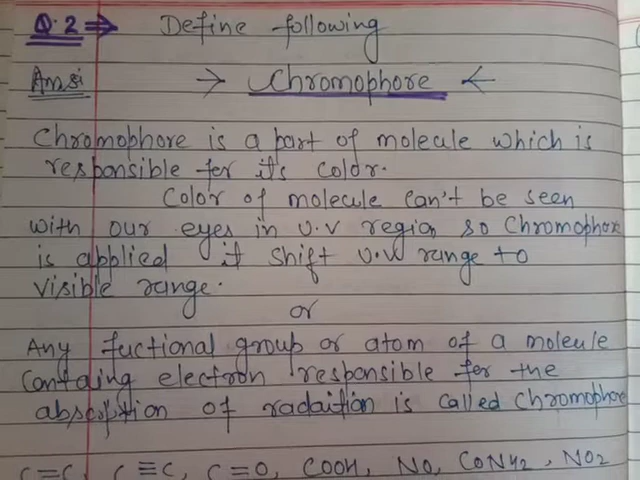 Q.2 ⇒ Define following
Ans: → Chromophore ←
Chromophore is a part of molecule which is
responsible for it's color.
Color of molecule can't be seen
with our eyes in U.V region so Chromophore
is applied it shift U.V range to
visible range.
or
Any fuctional group or atom of a moleule
Containg electron responsible for the
absorption of radaition is called Chromophore
C=C, C≡C, C=O, COOH, NO, CONH2, NO2